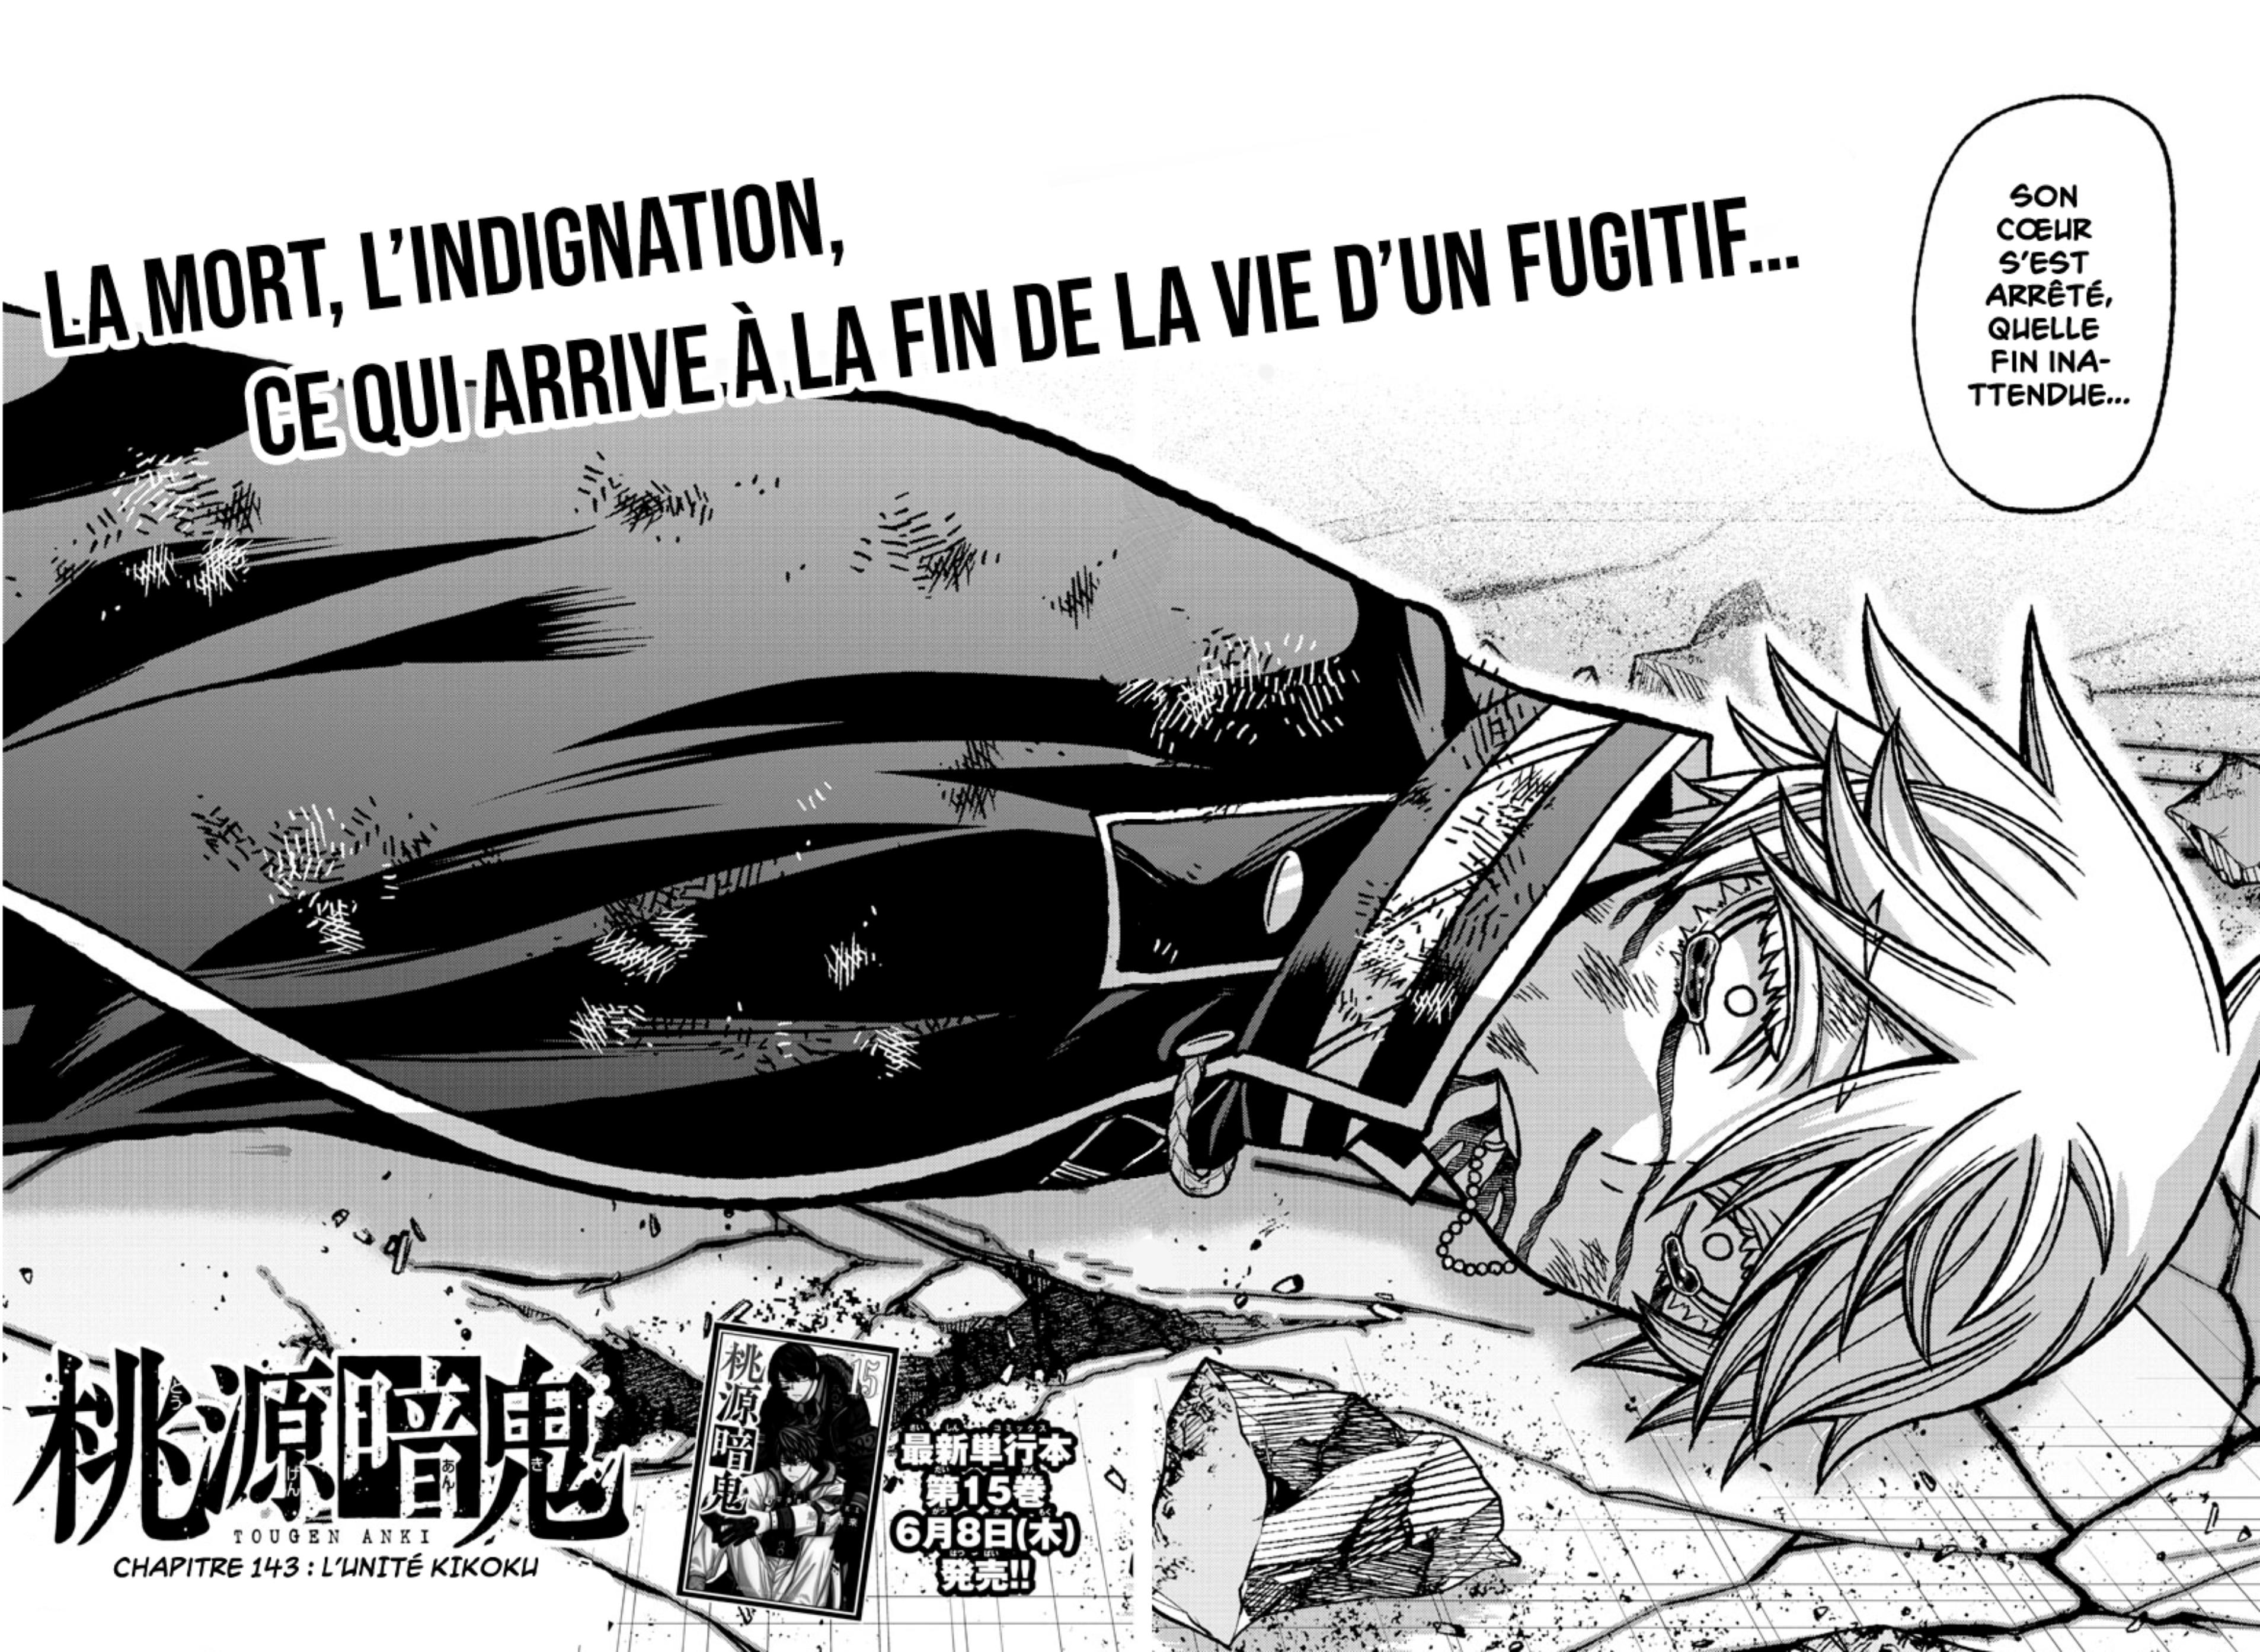 LA MORT, L'INDIGNATION,
CE QUI ARRIVE À LA FIN DE LA VIE D'UN FUGITIF...
SON
CŒUR
S'EST
ARRÊTÉ,
QUELLE
FIN INA-
TTENDUE...
桃源暗鬼
TOUGEN ANKI
CHAPITRE 143 : L'UNITÉ KIKOKU
桃源暗鬼
15
最新単行本
第15巻
6月8日(木)
発売!!